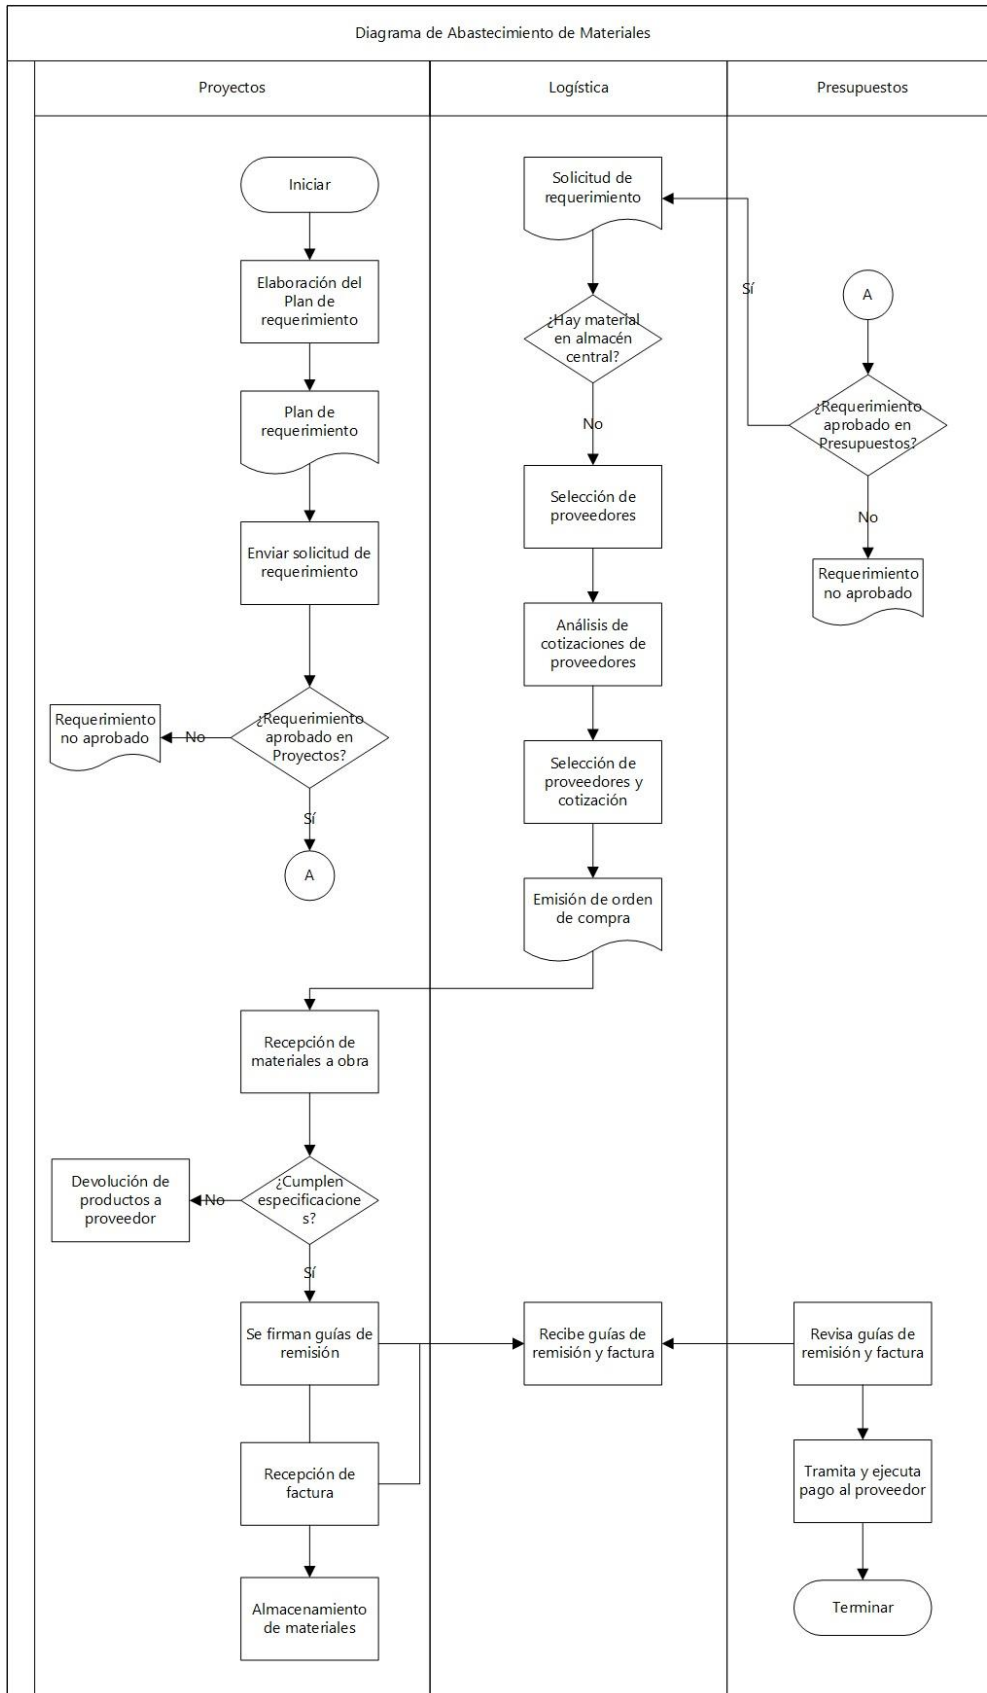 Diagrama de Abastecimiento de Materiales
Proyectos
Logística
Presupuestos
Iniciar
Elaboración del
Plan de
requerimiento
Plan de
requerimiento
Enviar solicitud de
requerimiento
¿Requerimiento
aprobado en
Proyectos?
No
Requerimiento
no aprobado
Sí
A
Recepción de
materiales a obra
¿Cumplen
especificacione
s?
No
Devolución de
productos a
proveedor
Sí
Se firman guías de
remisión
Recepción de
factura
Almacenamiento
de materiales
Solicitud de
requerimiento
¿Hay material
en almacén
central?
No
Selección de
proveedores
Análisis de
cotizaciones de
proveedores
Selección de
proveedores y
cotización
Emisión de orden
de compra
Recibe guías de
remisión y factura
A
Sí
¿Requerimiento
aprobado en
Presupuestos?
No
Requerimiento
no aprobado
Revisa guías de
remisión y factura
Tramita y ejecuta
pago al proveedor
Terminar